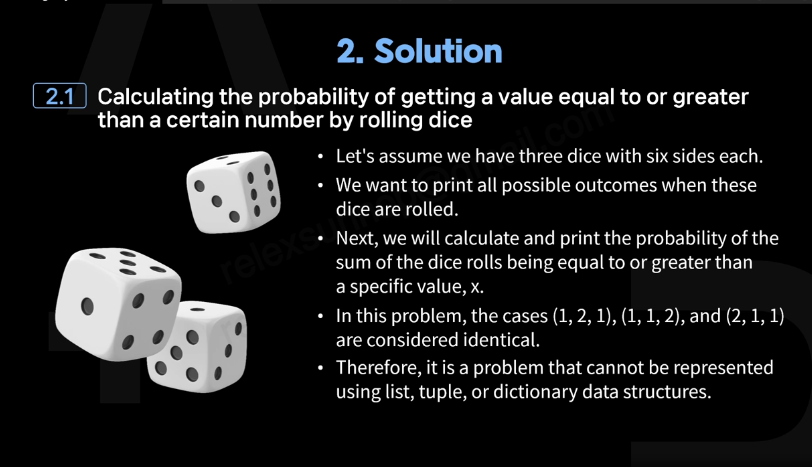 2. Solution
2.1 Calculating the probability of getting a value equal to or greater
than a certain number by rolling dice
• Let's assume we have three dice with six sides each.
• We want to print all possible outcomes when these
dice are rolled.
• Next, we will calculate and print the probability of the
sum of the dice rolls being equal to or greater than
a specific value, x.
• In this problem, the cases (1, 2, 1), (1, 1, 2), and (2, 1, 1)
are considered identical.
• Therefore, it is a problem that cannot be represented
using list, tuple, or dictionary data structures.